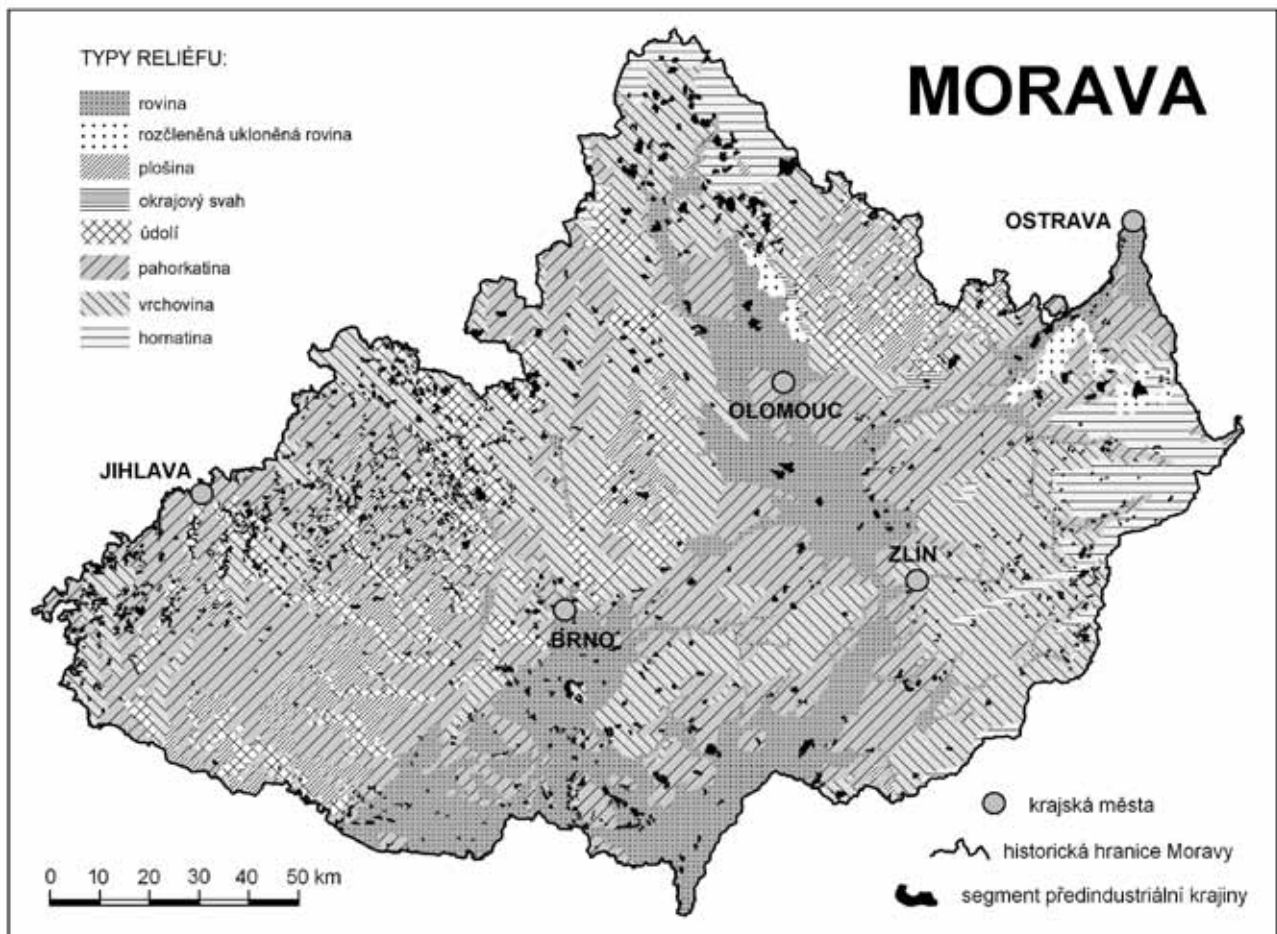 MORAVA
TYPY RELIÉFU:
rovina
rozčleněná ukloněná rovina
plošina
okrajový svah
údolí
pahorkatina
vrchovina
hornatina
OSTRAVA
OLOMOUC
JIHLAVA
ZLÍN
BRNO
krajská města
historická hranice Moravy
segment předindustriální krajiny
0 10 20 30 40 50 km